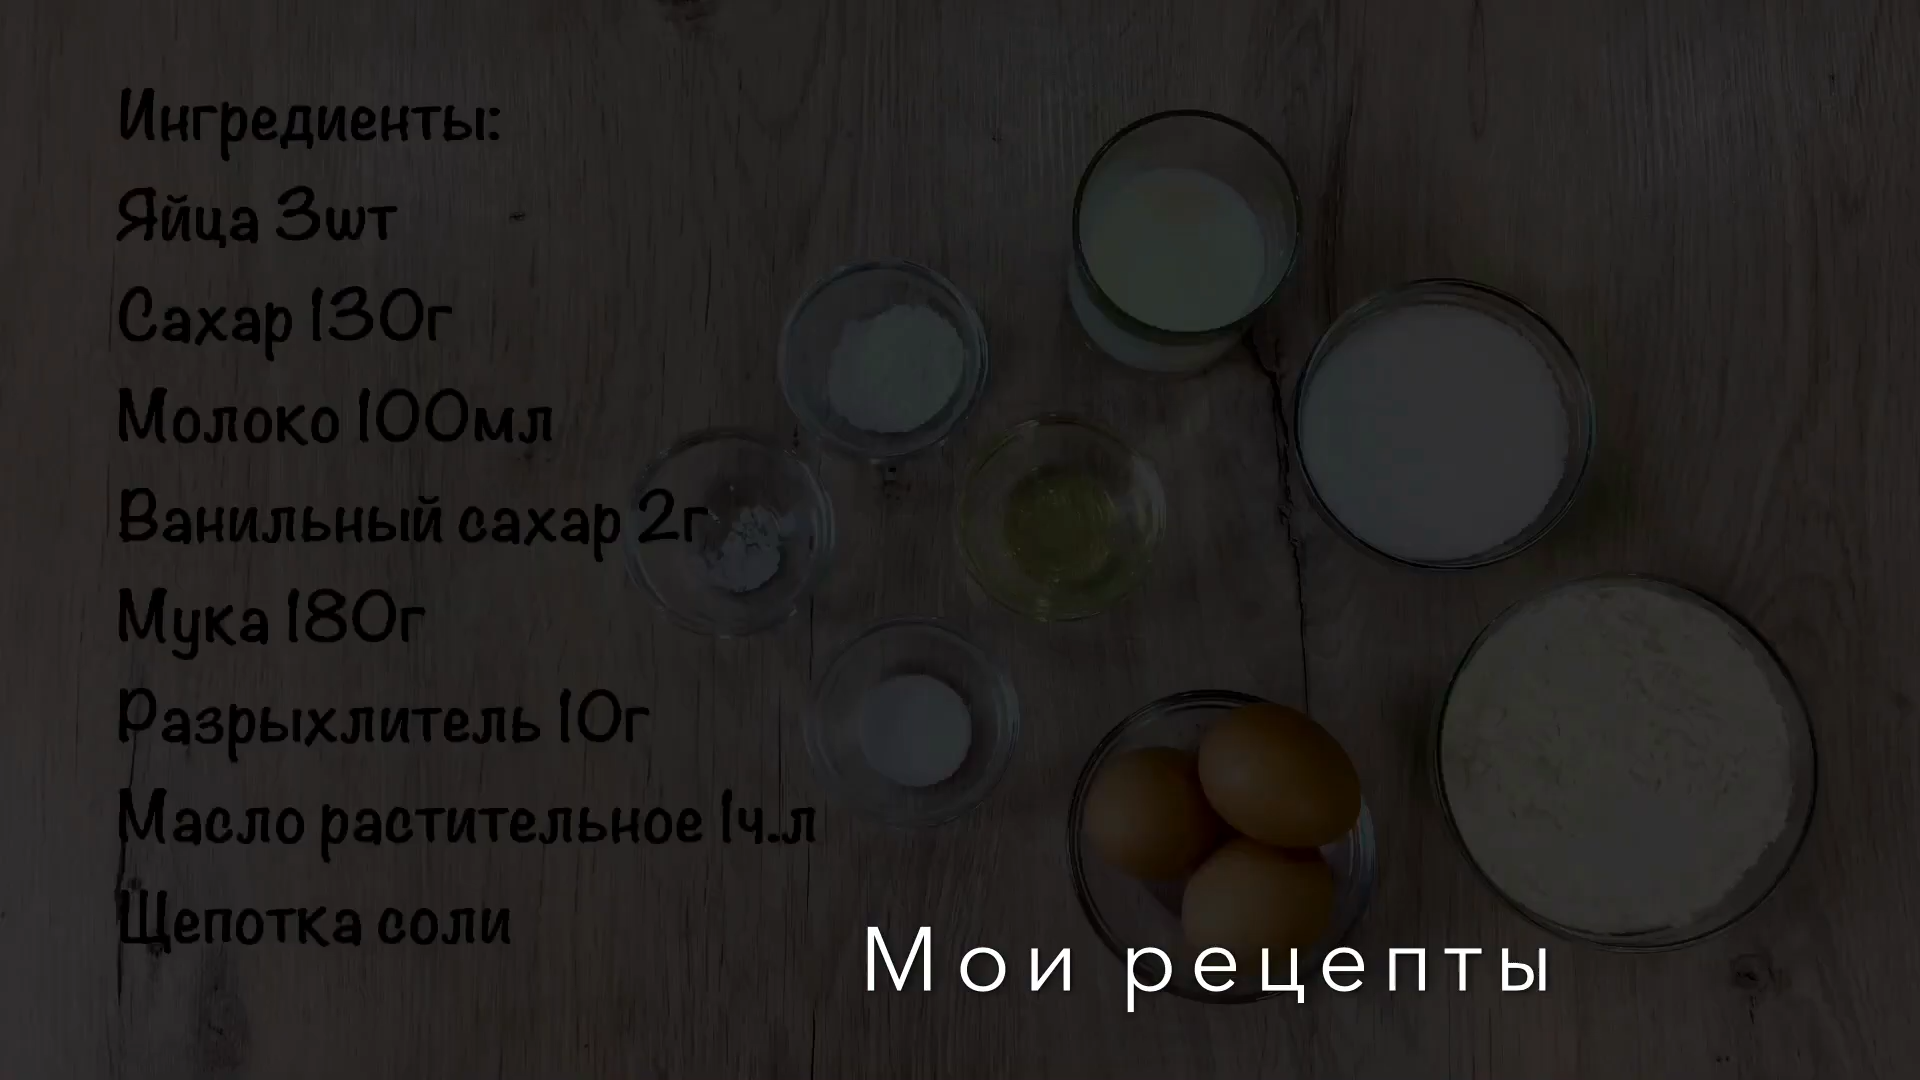 Ингредиенты:
Яйца 3шт
Сахар 130г
Молоко 100мл
Ванильный сахар 2г
Мука 180г
Разрыхлитель 10г
Масло растительное 1ч.л
Щепотка соли
Мои рецепты